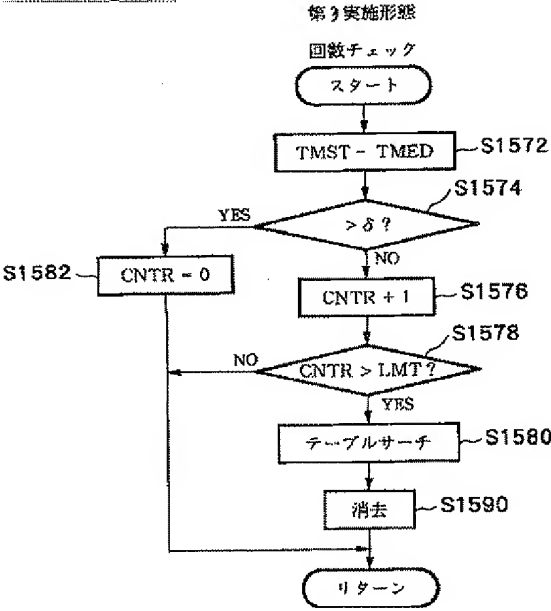 第3実施形態
回数チェック
スタート
TMST - TMED
S1572
S1574
> δ ?
YES
NO
S1582
CNTR = 0
CNTR + 1
S1576
S1578
CNTR > LMT ?
NO
YES
テーブルサーチ
S1580
消去
S1590
リターン